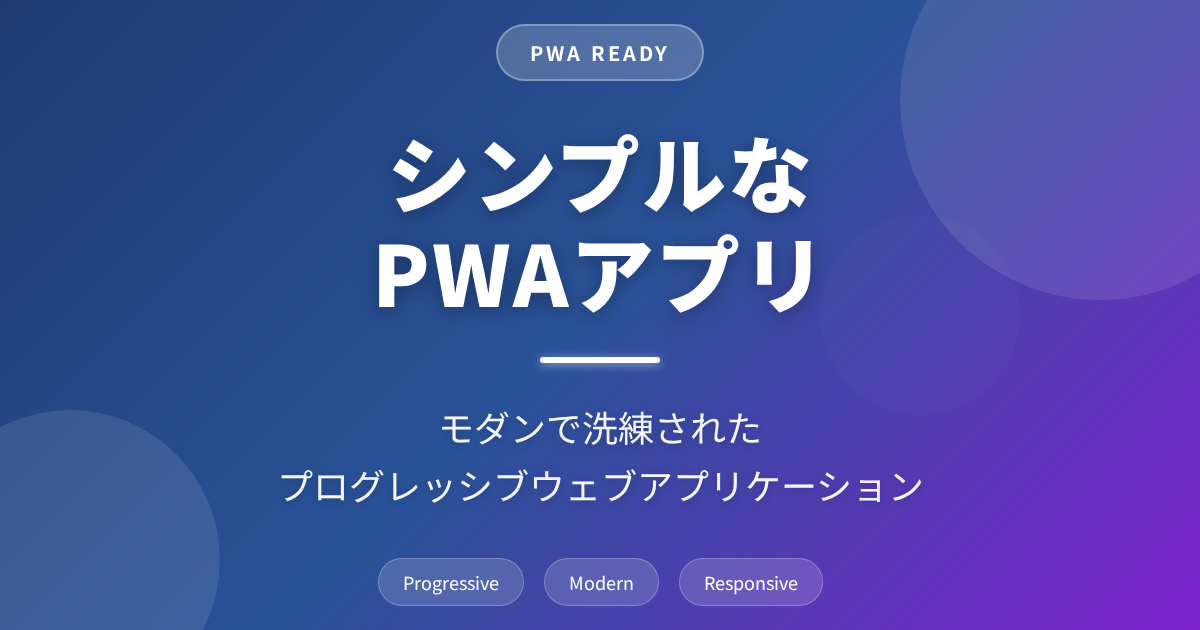 PWA READY
シンプルな
PWAアプリ
モダンで洗練された
プログレッシブウェブアプリケーション
Progressive
Modern
Responsive